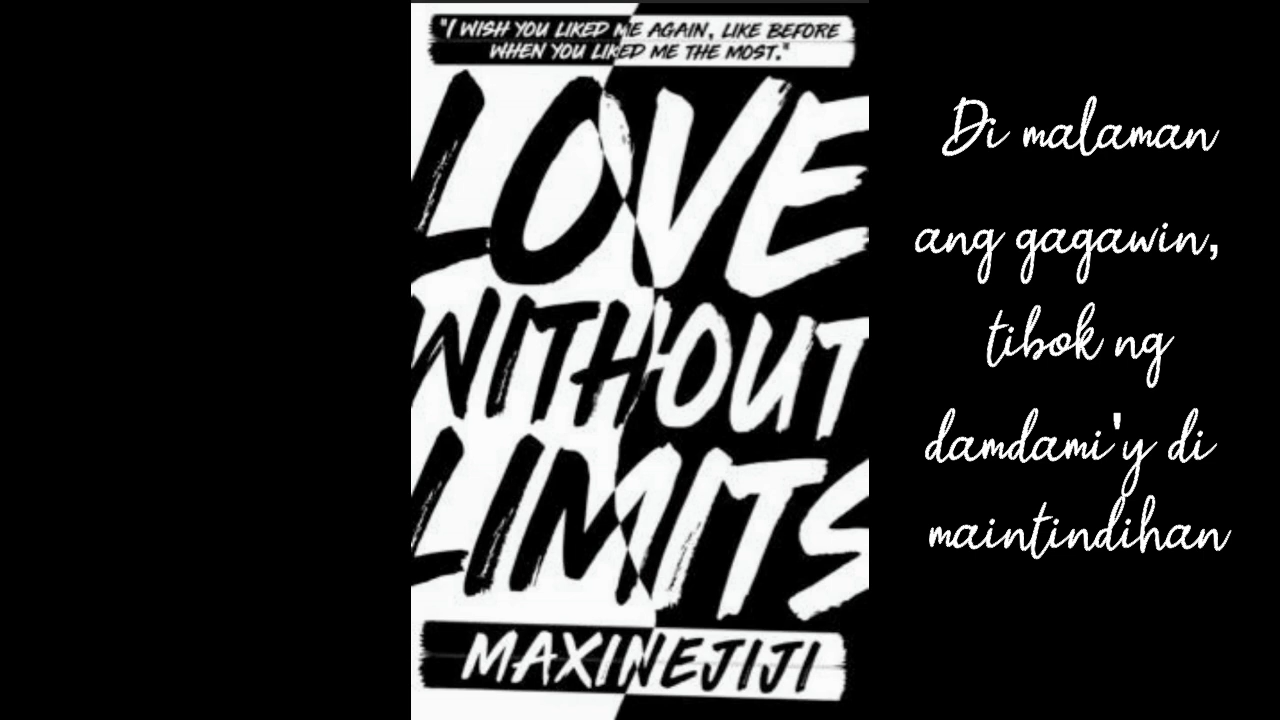 "I WISH YOU LIKED ME AGAIN, LIKE BEFORE
WHEN YOU LIKED ME THE MOST."
LOVE
WITHOUT
LIMITS
MAXINEJIJI
Di malaman
ang gagawin,
tibok ng
damdami'y di
maintindihan